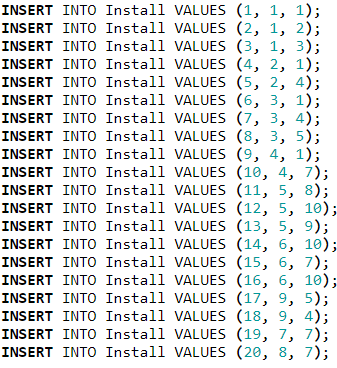 INSERT INTO Install VALUES (1, 1, 1);
INSERT INTO Install VALUES (2, 1, 2);
INSERT INTO Install VALUES (3, 1, 3);
INSERT INTO Install VALUES (4, 2, 1);
INSERT INTO Install VALUES (5, 2, 4);
INSERT INTO Install VALUES (6, 3, 1);
INSERT INTO Install VALUES (7, 3, 4);
INSERT INTO Install VALUES (8, 3, 5);
INSERT INTO Install VALUES (9, 4, 1);
INSERT INTO Install VALUES (10, 4, 7);
INSERT INTO Install VALUES (11, 5, 8);
INSERT INTO Install VALUES (12, 5, 10);
INSERT INTO Install VALUES (13, 5, 9);
INSERT INTO Install VALUES (14, 6, 10);
INSERT INTO Install VALUES (15, 6, 7);
INSERT INTO Install VALUES (16, 6, 10);
INSERT INTO Install VALUES (17, 9, 5);
INSERT INTO Install VALUES (18, 9, 4);
INSERT INTO Install VALUES (19, 7, 7);
INSERT INTO Install VALUES (20, 8, 7);